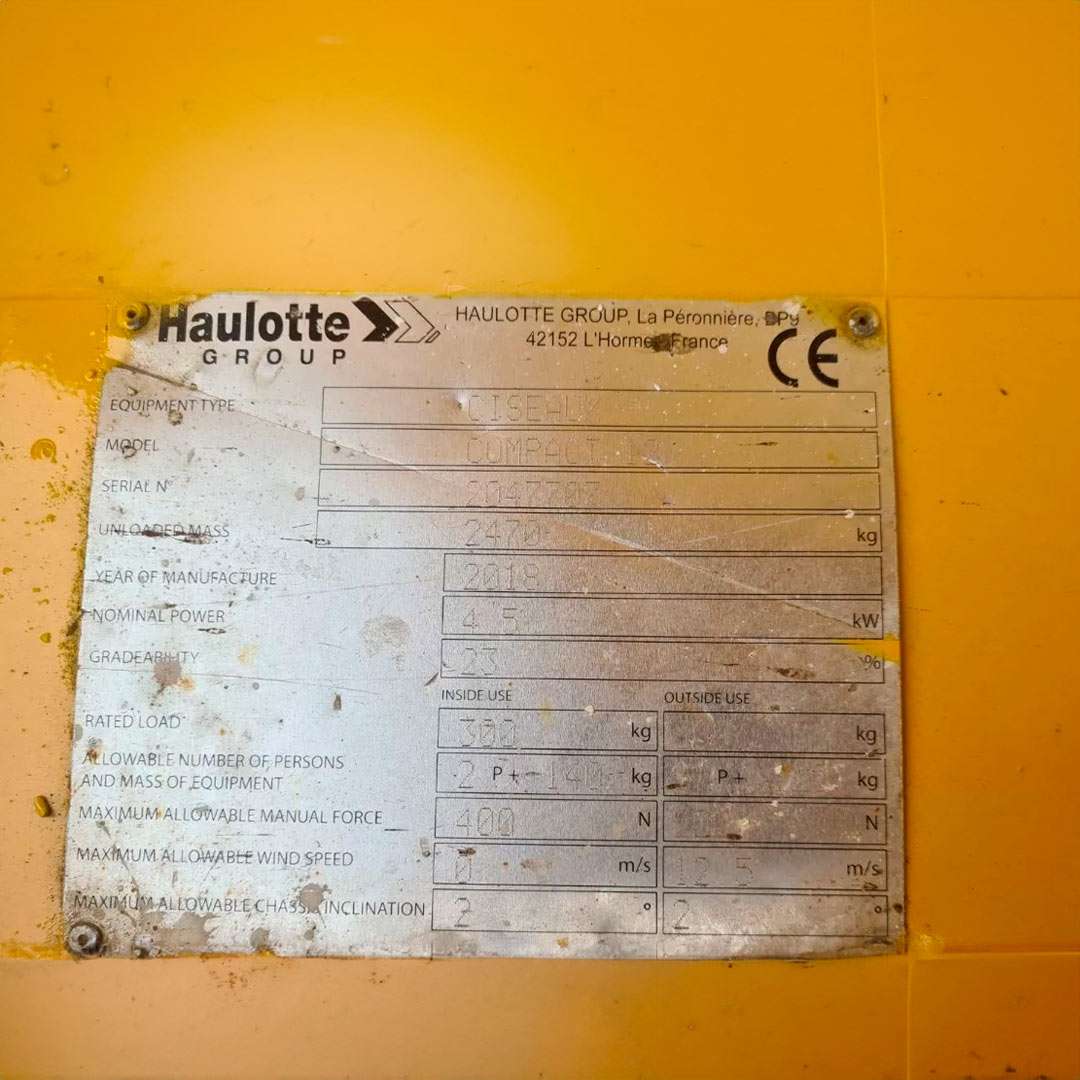 Haulotte
GROUP
HAULOTTE GROUP, La Péronnière, BP9
42152 L'Horme - France
CE
EQUIPMENT TYPE CISEAUX
MODEL COMPACT
SERIAL N° 2047707
UNLOADED MASS 2470 kg
YEAR OF MANUFACTURE 2018
NOMINAL POWER 4 5 kW
GRADEABILITY 23 %
INSIDE USE OUTSIDE USE
RATED LOAD 300 kg kg
ALLOWABLE NUMBER OF PERSONS
AND MASS OF EQUIPMENT 2 P + 140 kg P + kg
MAXIMUM ALLOWABLE MANUAL FORCE 400 N N
MAXIMUM ALLOWABLE WIND SPEED 0 m/s 12 5 m/s
MAXIMUM ALLOWABLE CHASSIS INCLINATION 2 ° 2 °